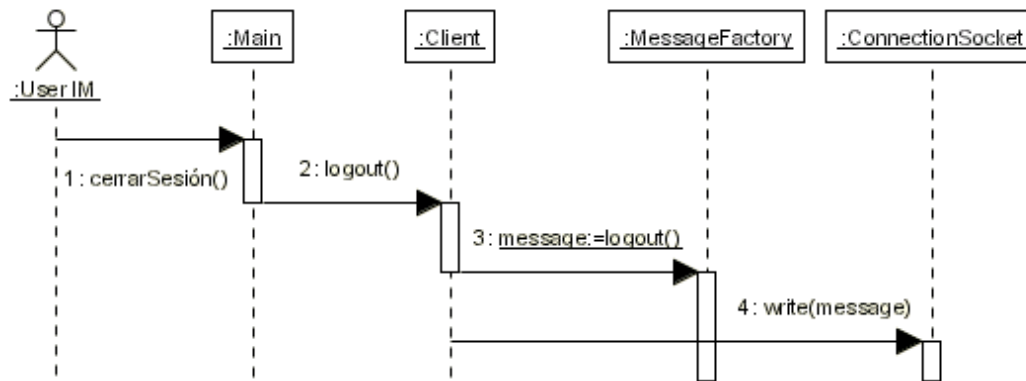 :Main
:Client
:MessageFactory
:ConnectionSocket
:User IM
1: cerrarSesión()
2: logout()
3: message:=logout()
4: write(message)